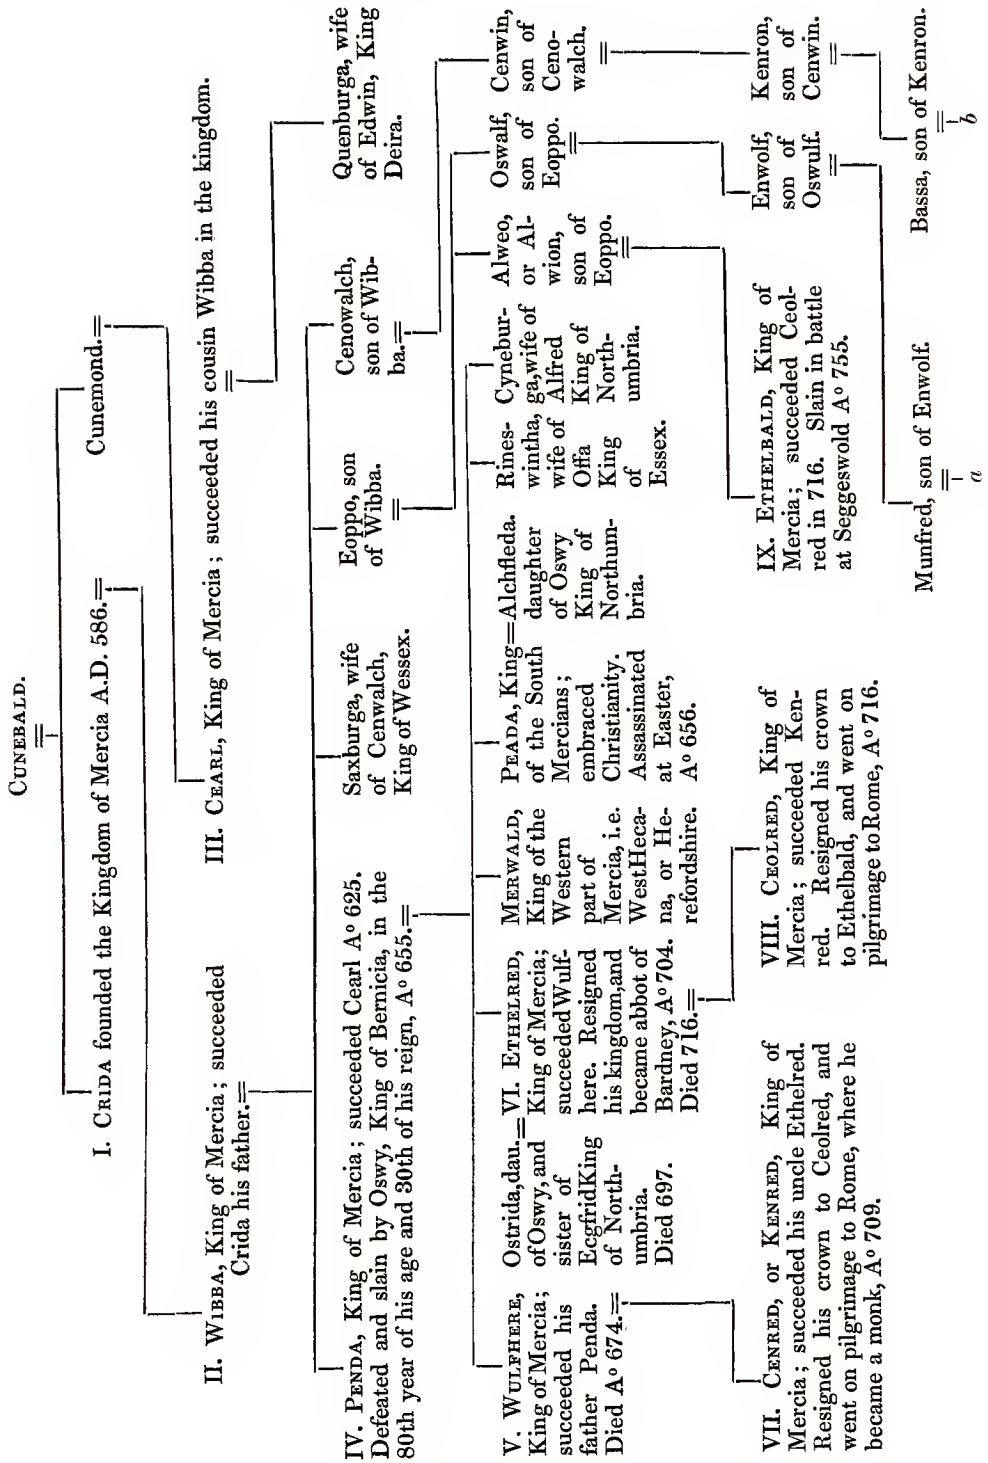 CUNEBALD.
I. CRIDA founded the Kingdom of Mercia A.D. 586.=
Cunemond.=
II. WIBBA, King of Mercia; succeeded
Crida his father.=
III. CEARL, King of Mercia; succeeded his cousin Wibba in the kingdom.
IV. PENDA, King of Mercia; succeeded Cearl Aº 625.
Defeated and slain by Oswy, King of Bernicia, in the
80th year of his age and 30th of his reign, Aº 655.=
Saxburga, wife
of Cenwalch,
King of Wessex.
Eoppo, son
of Wibba.
Cenowalch,
son of Wib-
ba.=
Quenburga, wife
of Edwin, King
Deira.
V. WULFHERE,
King of Mercia;
succeeded his
father Penda.
Died Aº 674.=
Ostrida, dau.=
of Oswy, and
sister of
Ecgfrid King
of North-
umbria.
Died 697.
VI. ETHELRED,
King of Mercia;
succeeded Wulf-
here. Resigned
his kingdom, and
became abbot of
Bardney, Aº 704.
Died 716.=
MERWALD,
King of the
Western
part of
Mercia, i.e.
West Heca-
na, or He-
refordshire.
PEADA, King=
of the South
Mercians;
embraced
Christianity.
Assassinated
at Easter,
Aº 656.
Alchfleda.
daughter
of Oswy
King of
Northum-
bria.
Rines-
wintha,
wife of
Offa
King
of
Essex.
Cynebur-
ga, wife of
Alfred
King of
North-
umbria.
Alweo,
or Al-
wion,
son of
Eoppo.
Oswalf,
son of
Eoppo.
Cenwin,
son of
Ceno-
walch.
VII. CENRED, or KENRED, King of
Mercia; succeeded his uncle Ethelred.
Resigned his crown to Ceolred, and
went on pilgrimage to Rome, where he
became a monk, Aº 709.
VIII. CEOLRED, King of
Mercia; succeeded Ken-
red. Resigned his crown
to Ethelbald, and went on
pilgrimage to Rome, Aº 716.
IX. ETHELBALD, King of
Mercia; succeeded Ceol-
red in 716. Slain in battle
at Seggeswold Aº 755.
Enwolf,
son of
Oswulf.
Kenron,
son of
Cenwin.
Munfred, son of Enwolf.
a
Bassa, son of Kenron.
b